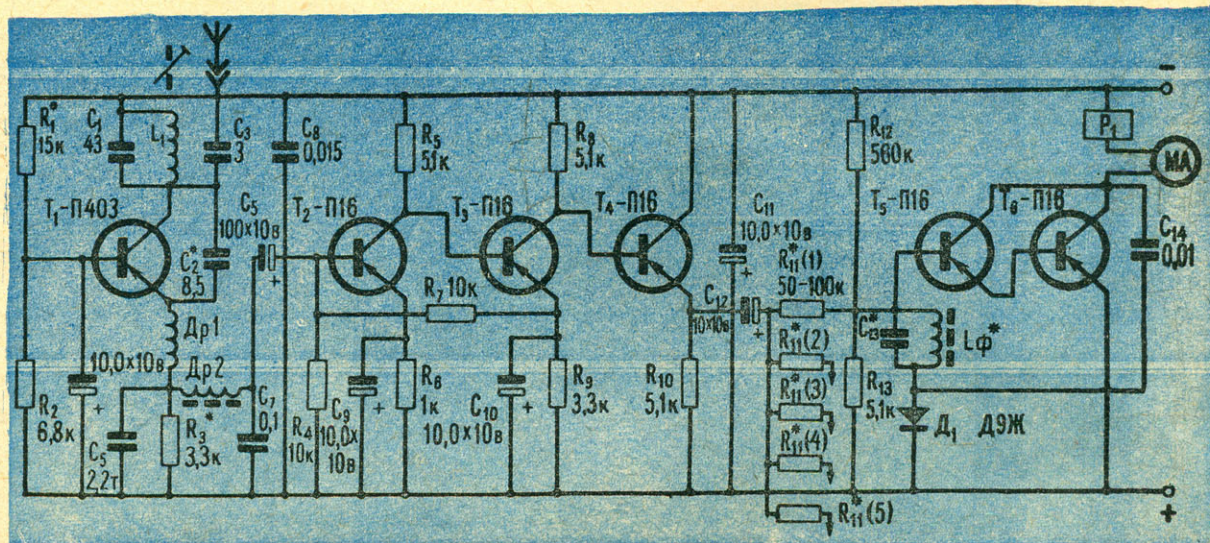 R₁*
15к
C₁
43
L₁
C₃
3
C₈
0,015
R₅
5,1к
R₈
5,1к
R₁₂
560к
P₁
МА
−
T₁-П403
C₅
100×10в
+
T₂-П16
T₃-П16
T₄-П16
C₁₁
10,0×10в
+
T₅-П16
T₆-П16
C₁₄
0,01
C₂*
8,5
R₇ 10к
R₁₁*(1)
50-100к
C₁₂
10×10в
+
C₁₃*
Lф*
Др1
Др2
10,0×10в
+
R₂
6,8к
C₅
2,2т
R₃*
3,3к
C₇
0,1
R₄
10к
C₉
10,0×
10в
+
R₆
1к
C₁₀
10,0×10в
+
R₉
3,3к
R₁₀
5,1к
R₁₁*(2)
R₁₁*(3)
R₁₁*(4)
R₁₁*(5)
R₁₃
5,1к
Д₁ Д9Ж
+